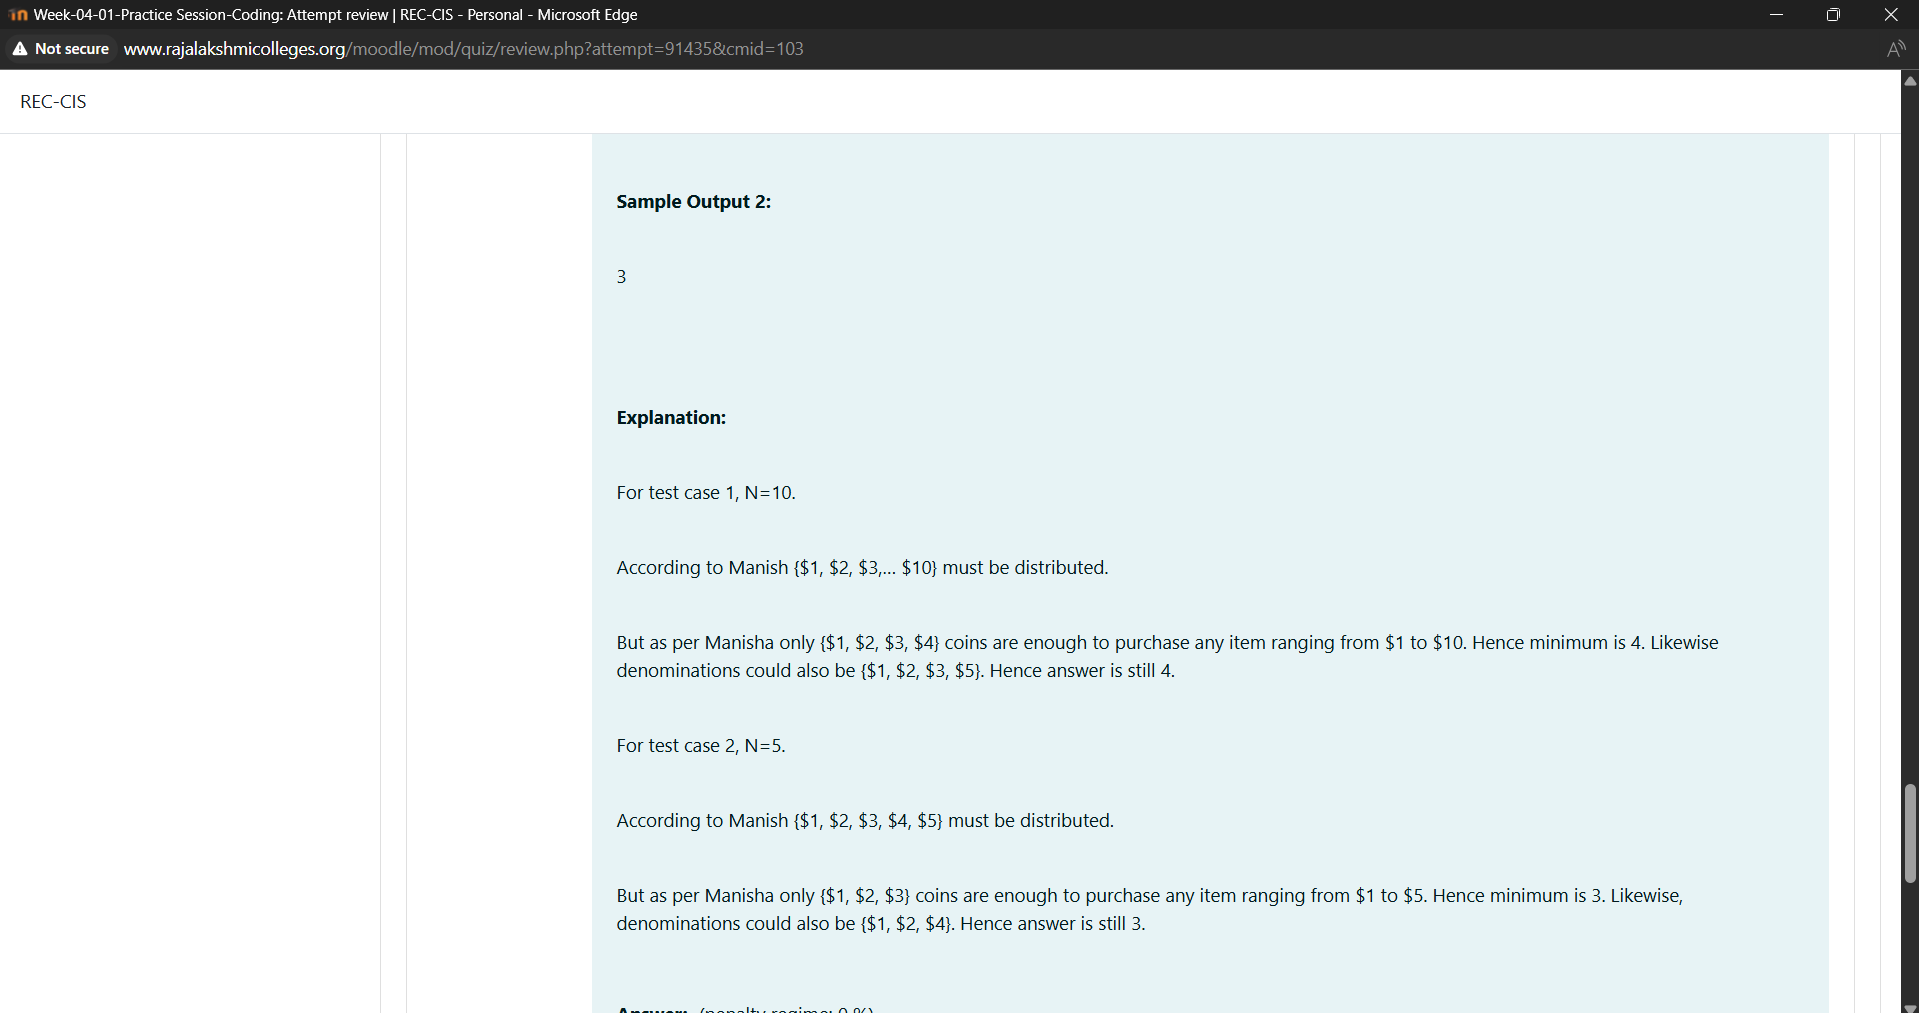 Week-04-01-Practice Session-Coding: Attempt review | REC-CIS - Personal - Microsoft Edge
Not secure www.rajalakshmicolleges.org/moodle/mod/quiz/review.php?attempt=91435&cmid=103
REC-CIS
Sample Output 2:
3
Explanation:
For test case 1, N=10.
According to Manish {$1, $2, $3,... $10} must be distributed.
But as per Manisha only {$1, $2, $3, $4} coins are enough to purchase any item ranging from $1 to $10. Hence minimum is 4. Likewise
denominations could also be {$1, $2, $3, $5}. Hence answer is still 4.
For test case 2, N=5.
According to Manish {$1, $2, $3, $4, $5} must be distributed.
But as per Manisha only {$1, $2, $3} coins are enough to purchase any item ranging from $1 to $5. Hence minimum is 3. Likewise,
denominations could also be {$1, $2, $4}. Hence answer is still 3.
Answer: (penalty regime: 0 %)